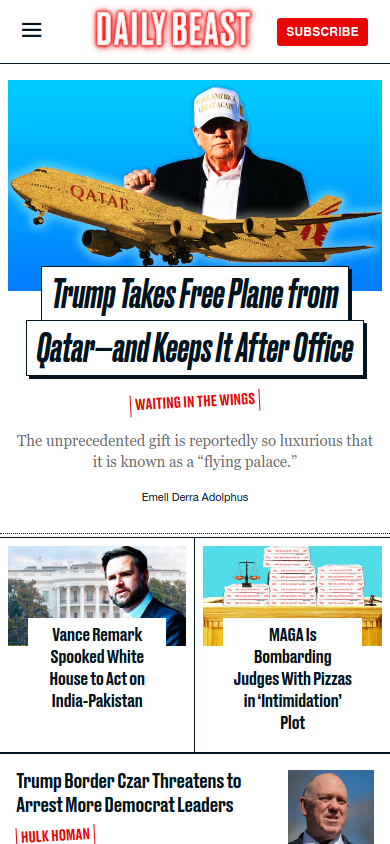 DAILY BEAST
SUBSCRIBE
MAKE AMERICA
QATAR
Trump Takes Free Plane from
Qatar—and Keeps It After Office
WAITING IN THE WINGS
The unprecedented gift is reportedly so luxurious that
it is known as a “flying palace.”
Emell Derra Adolphus
Vance Remark
Spooked White
House to Act on
India-Pakistan
MAGA Is
Bombarding
Judges With Pizzas
in ‘Intimidation’
Plot
Trump Border Czar Threatens to
Arrest More Democrat Leaders
HULK HOMAN